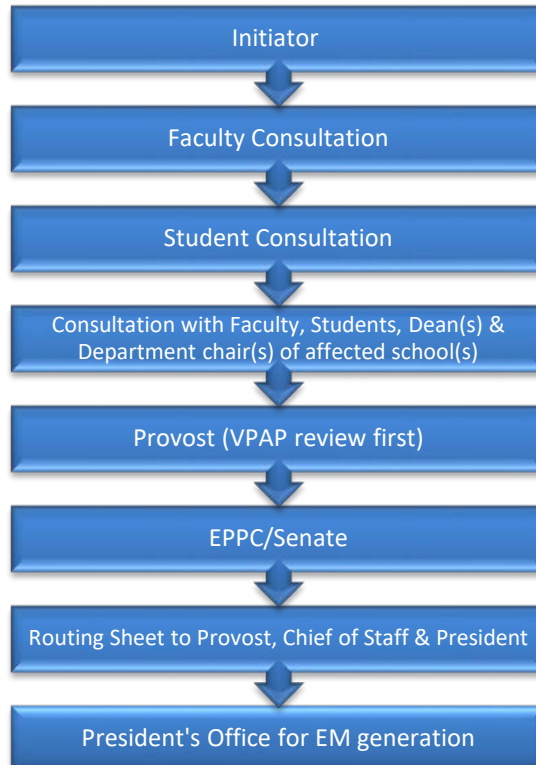 Initiator
Faculty Consultation
Student Consultation
Consultation with Faculty, Students, Dean(s) &
Department chair(s) of affected school(s)
Provost (VPAP review first)
EPPC/Senate
Routing Sheet to Provost, Chief of Staff & President
President's Office for EM generation